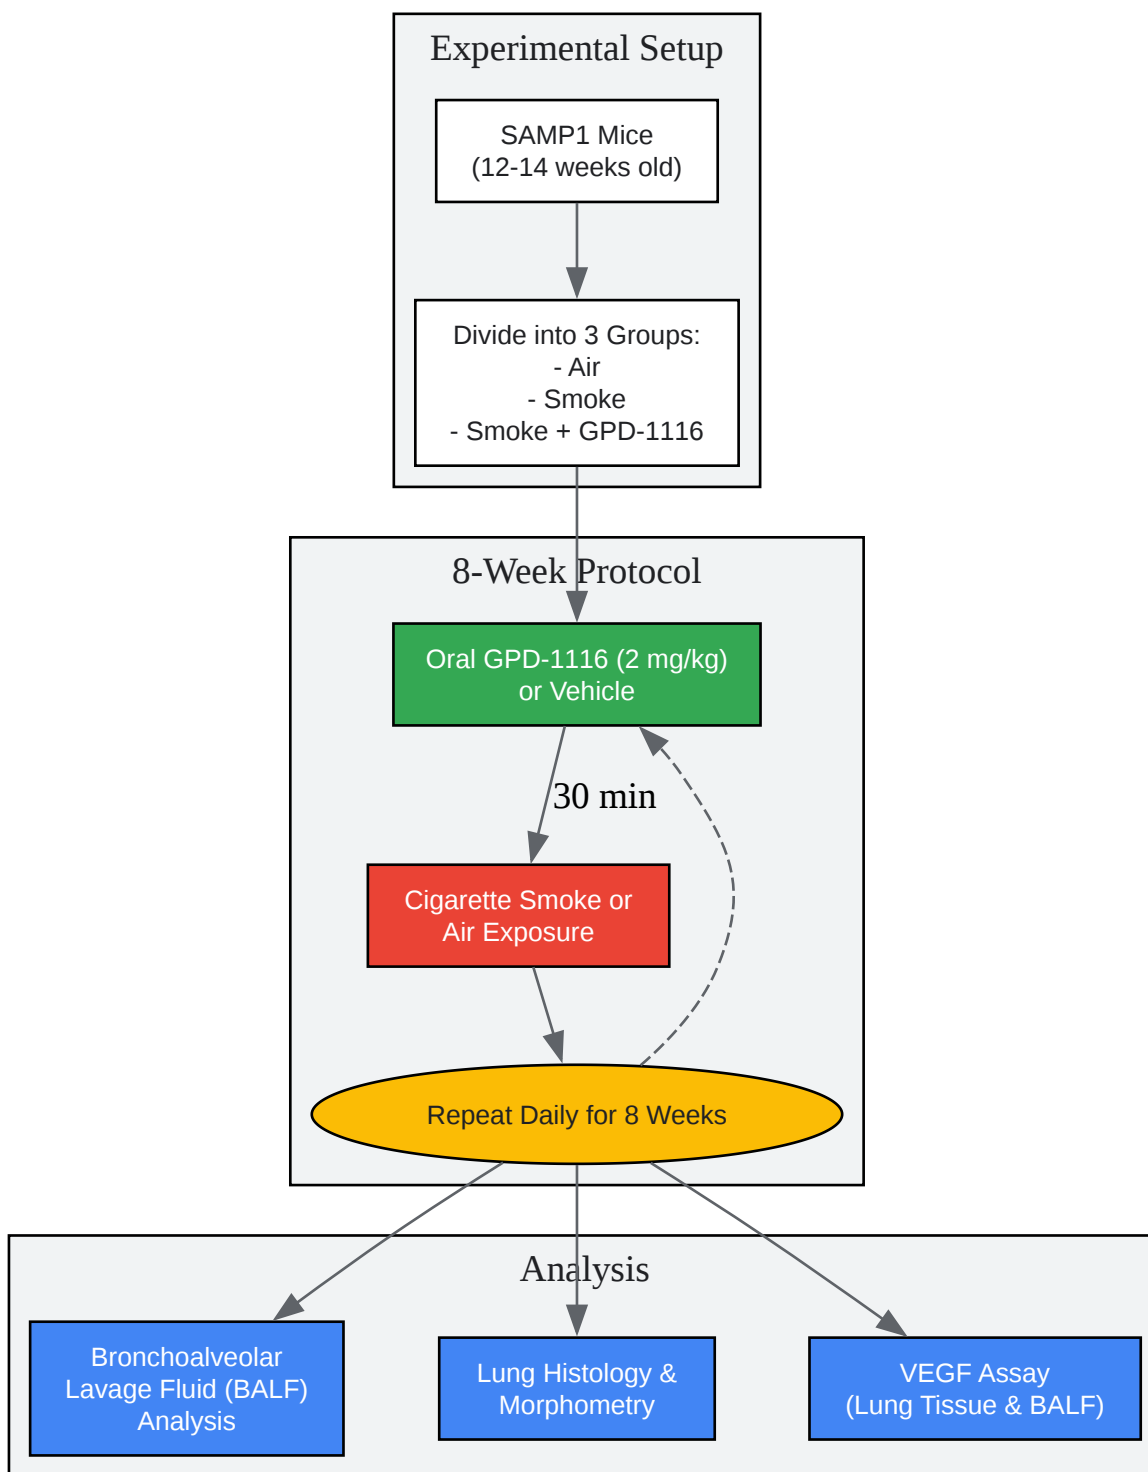 Experimental Setup
SAMP1 Mice
(12-14 weeks old)
Divide into 3 Groups:
- Air
- Smoke
- Smoke + GPD-1116
8-Week Protocol
Oral GPD-1116 (2 mg/kg)
or Vehicle
30 min
Cigarette Smoke or
Air Exposure
Repeat Daily for 8 Weeks
Analysis
Bronchoalveolar
Lavage Fluid (BALF)
Analysis
Lung Histology &
Morphometry
VEGF Assay
(Lung Tissue & BALF)